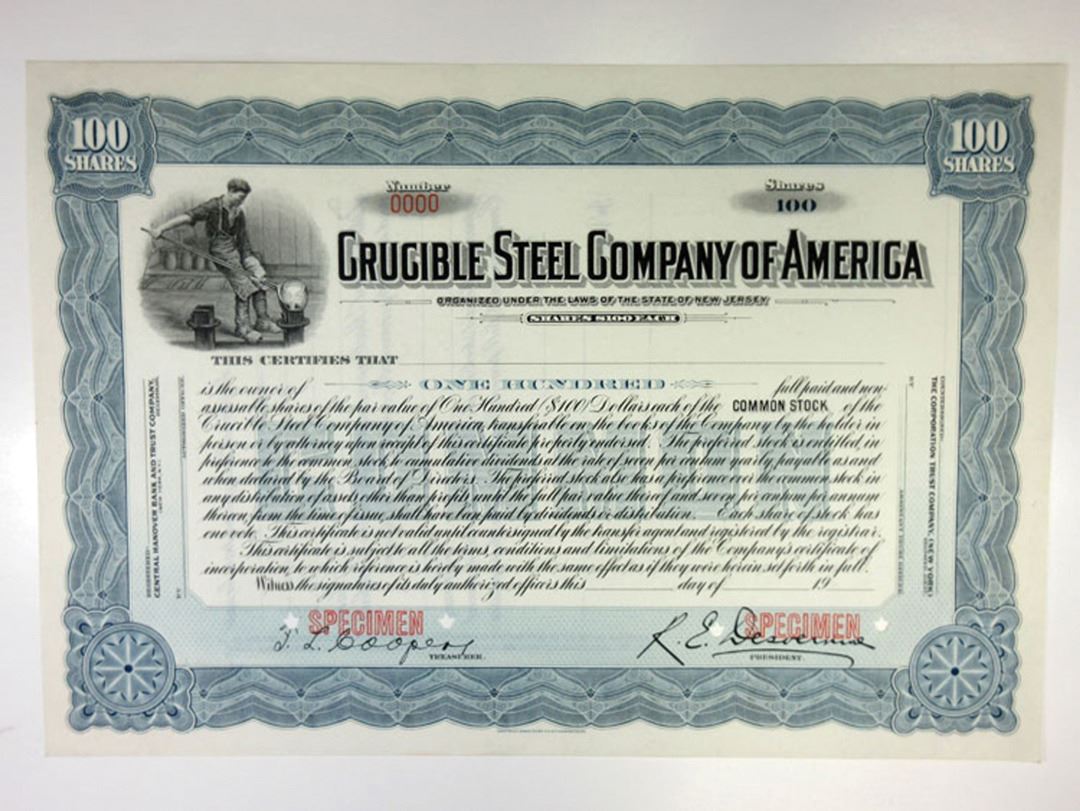 100 SHARES
100 SHARES
Number
0000
Shares
100
CRUCIBLE STEEL COMPANY OF AMERICA
ORGANIZED UNDER THE LAWS OF THE STATE OF NEW JERSEY
SHARES $100 EACH
THIS CERTIFIES THAT
is the owner of ONE HUNDRED full paid and non-
assessable shares of the par value of One Hundred ($100) Dollars each of the COMMON STOCK of the
Crucible Steel Company of America, transferable on the books of the Company by the holder in
person or by attorney upon receipt of this certificate properly endorsed. The preferred stock is entitled, in
preference to the common stock, to cumulative dividends at the rate of seven per centum yearly, payable as and
when declared by the Board of Directors. The preferred stock also has a preference over the common stock in
any distribution of assets other than profits until the full par value thereof and seven per centum per annum
thereon, from the time of issue, shall have been paid by dividends or distribution. Each share of stock has
one vote. This certificate is not valid until countersigned by the transfer agent and registered by the registrar.
This certificate is subject to all the terms, conditions and limitations of the Company's certificate of
incorporation, to which reference is hereby made with the same effect as if they were herein set forth in full.
Witness the signatures of its duly authorized officers this day of 19
REGISTERED:
CENTRAL HANOVER BANK AND TRUST COMPANY,
BY
COUNTERSIGNED:
THE CORPORATION TRUST COMPANY, (NEW YORK)
BY
SPECIMEN
SPECIMEN
TREASURER.
PRESIDENT.